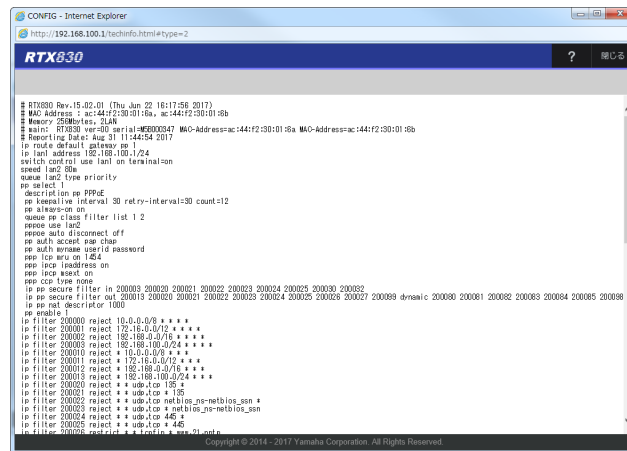 CONFIG - Internet Explorer
http://192.168.100.1/techinfo.html#type=2
RTX830
? 閉じる
# RTX830 Rev.15.02.01 (Thu Jun 22 16:17:56 2017)
# MAC Address : ac:44:f2:30:01:6a, ac:44:f2:30:01:6b
# Memory 256Mbytes, 2LAN
# main: RTX830 ver=00 serial=M5B000347 MAC-Address=ac:44:f2:30:01:6a MAC-Address=ac:44:f2:30:01:6b
# Reporting Date: Aug 31 11:44:54 2017
ip route default gateway pp 1
ip lan1 address 192.168.100.1/24
switch control use lan1 on terminal=on
speed lan2 80m
queue lan2 type priority
pp select 1
description pp PPPoE
pp keepalive interval 30 retry-interval=30 count=12
pp always-on on
queue pp class filter list 1 2
pppoe use lan2
pppoe auto disconnect off
pp auth accept pap chap
pp auth myname userid password
ppp lcp mru on 1454
ppp ipcp ipaddress on
ppp ipcp msext on
ppp ccp type none
ip pp secure filter in 200003 200020 200021 200022 200023 200024 200025 200030 200032
ip pp secure filter out 200013 200020 200021 200022 200023 200024 200025 200026 200027 200099 dynamic 200080 200081 200082 200083 200084 200085 200098
ip pp nat descriptor 1000
pp enable 1
ip filter 200000 reject 10.0.0.0/8 * * * *
ip filter 200001 reject 172.16.0.0/12 * * * *
ip filter 200002 reject 192.168.0.0/16 * * * *
ip filter 200003 reject 192.168.100.0/24 * * * *
ip filter 200010 reject * 10.0.0.0/8 * * *
ip filter 200011 reject * 172.16.0.0/12 * * *
ip filter 200012 reject * 192.168.0.0/16 * * *
ip filter 200013 reject * 192.168.100.0/24 * * *
ip filter 200020 reject * * udp,tcp 135 *
ip filter 200021 reject * * udp,tcp * 135
ip filter 200022 reject * * udp,tcp netbios_ns-netbios_ssn *
ip filter 200023 reject * * udp,tcp * netbios_ns-netbios_ssn
ip filter 200024 reject * * udp,tcp 445 *
ip filter 200025 reject * * udp,tcp * 445
ip filter 200026 restrict * * tcpfin * www,21,nntp
Copyright © 2014 - 2017 Yamaha Corporation. All Rights Reserved.